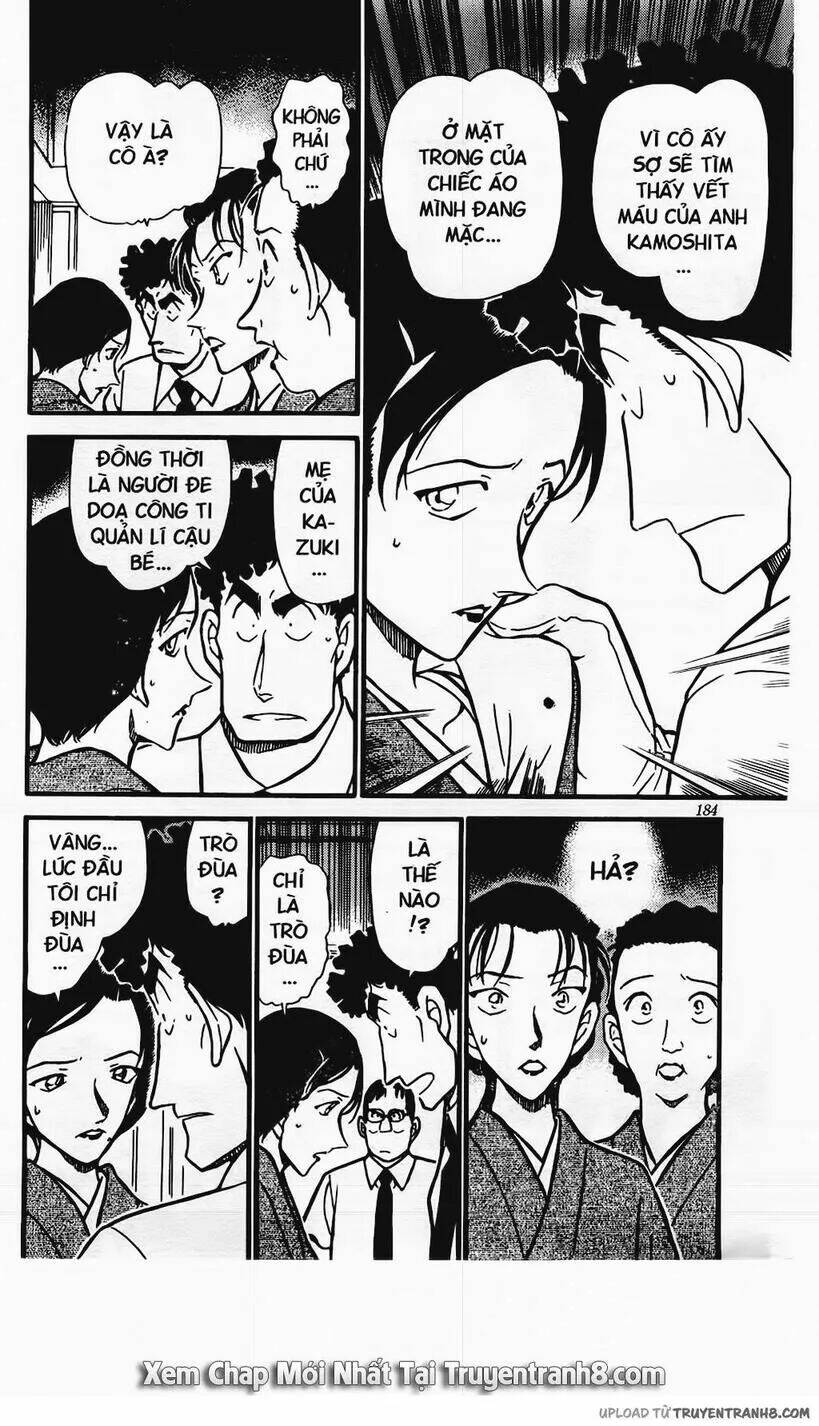 VÌ CÔ ẤY
SỢ SẼ TÌM
THẤY VẾT
MÁU CỦA ANH
KAMOSHITA
...
Ở MẶT
TRONG CỦA
CHIẾC ÁO
MÌNH ĐANG
MẶC...
KHÔNG
PHẢI
CHỨ
...
VẬY LÀ
CÔ À?
MẸ
CỦA
KA-
ZUKI
...
ĐỒNG THỜI
LÀ NGƯỜI ĐE
DOẠ CÔNG TI
QUẢN LÍ CẬU
BÉ...
184
HẢ?
LÀ
THẾ
NÀO
!?
CHỈ
LÀ TRÒ
ĐÙA
...
TRÒ
ĐÙA
?
VÂNG...
LÚC ĐẦU
TÔI CHỈ
ĐỊNH
ĐÙA
...
Xem Chap Mới Nhất Tại Truyentranh8.com
UPLOAD TỪ TRUYENTRANH8.COM